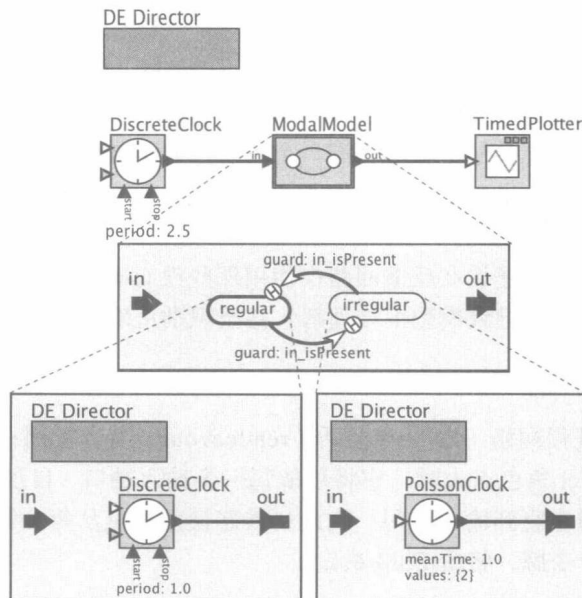 DE Director
DiscreteClock
ModalModel
TimedPlotter
in
out
start
stop
period: 2.5
guard: in_isPresent
in
out
regular
irregular
H
H
guard: in_isPresent
DE Director
in
DiscreteClock
out
start
stop
period: 1.0
DE Director
in
PoissonClock
out
meanTime: 1.0
values: {2}